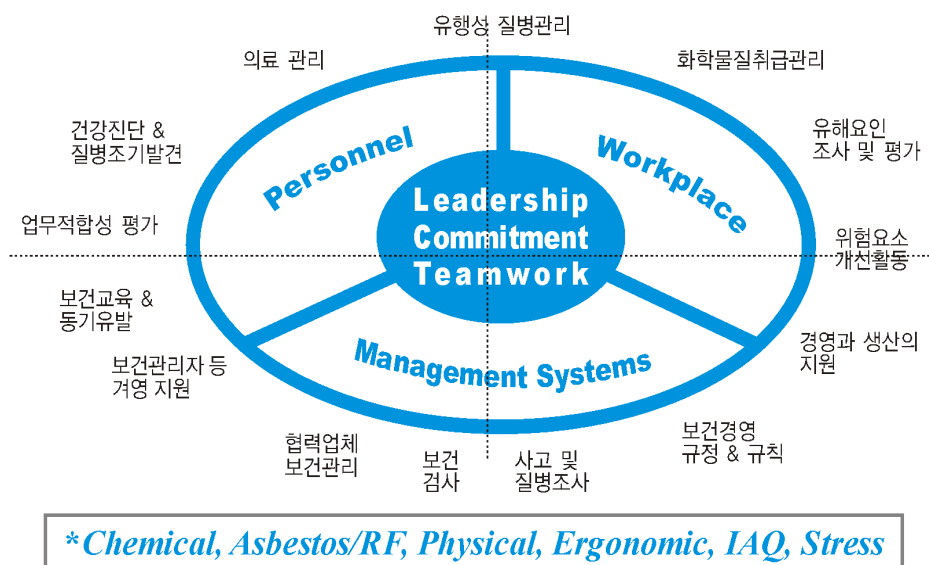 유행성 질병관리
의료 관리
화학물질취급관리
건강진단 &
질병조기발견
유해요인
조사 및 평가
Personnel
Workplace
Leadership
Commitment
Teamwork
업무적합성 평가
위험요소
개선활동
보건교육 &
동기유발
경영과 생산의
지원
보건관리자 등
겨영 지원
Management Systems
협력업체
보건관리
보건
검사
사고 및
질병조사
보건경영
규정 & 규칙
*Chemical, Asbestos/RF, Physical, Ergonomic, IAQ, Stress